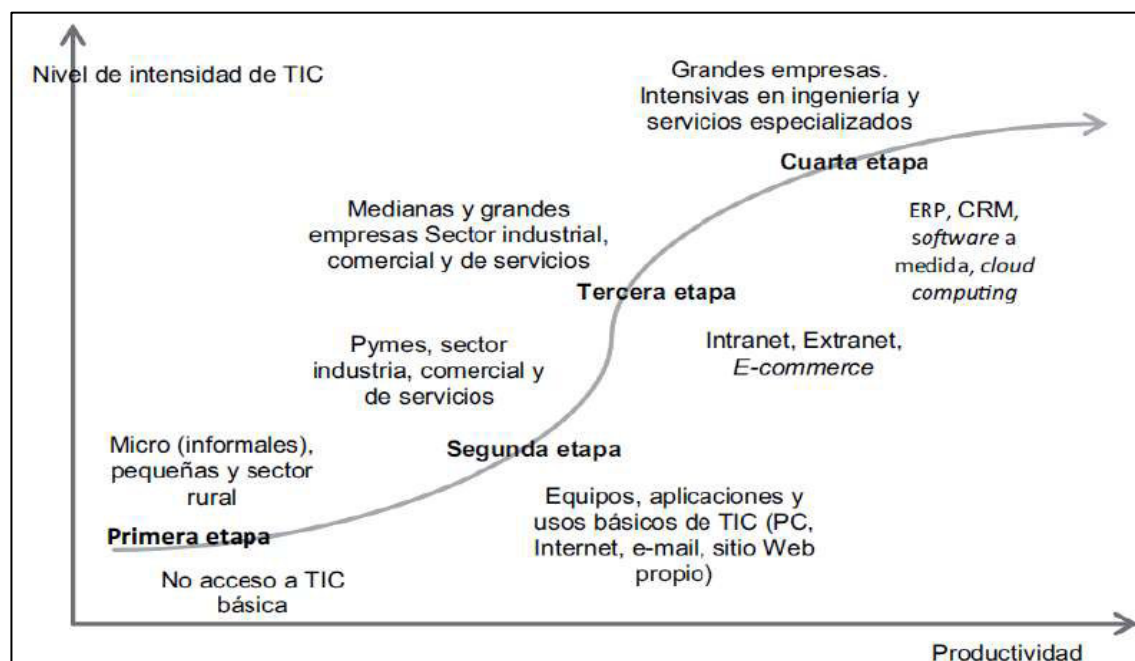 Nivel de intensidad de TIC
Grandes empresas.
Intensivas en ingeniería y
servicios especializados
Cuarta etapa
ERP, CRM,
software a
medida, cloud
computing
Medianas y grandes
empresas Sector industrial,
comercial y de servicios
Tercera etapa
Intranet, Extranet,
E-commerce
Pymes, sector
industria, comercial y
de servicios
Segunda etapa
Equipos, aplicaciones y
usos básicos de TIC (PC,
Internet, e-mail, sitio Web
propio)
Micro (informales),
pequeñas y sector
rural
Primera etapa
No acceso a TIC
básica
Productividad